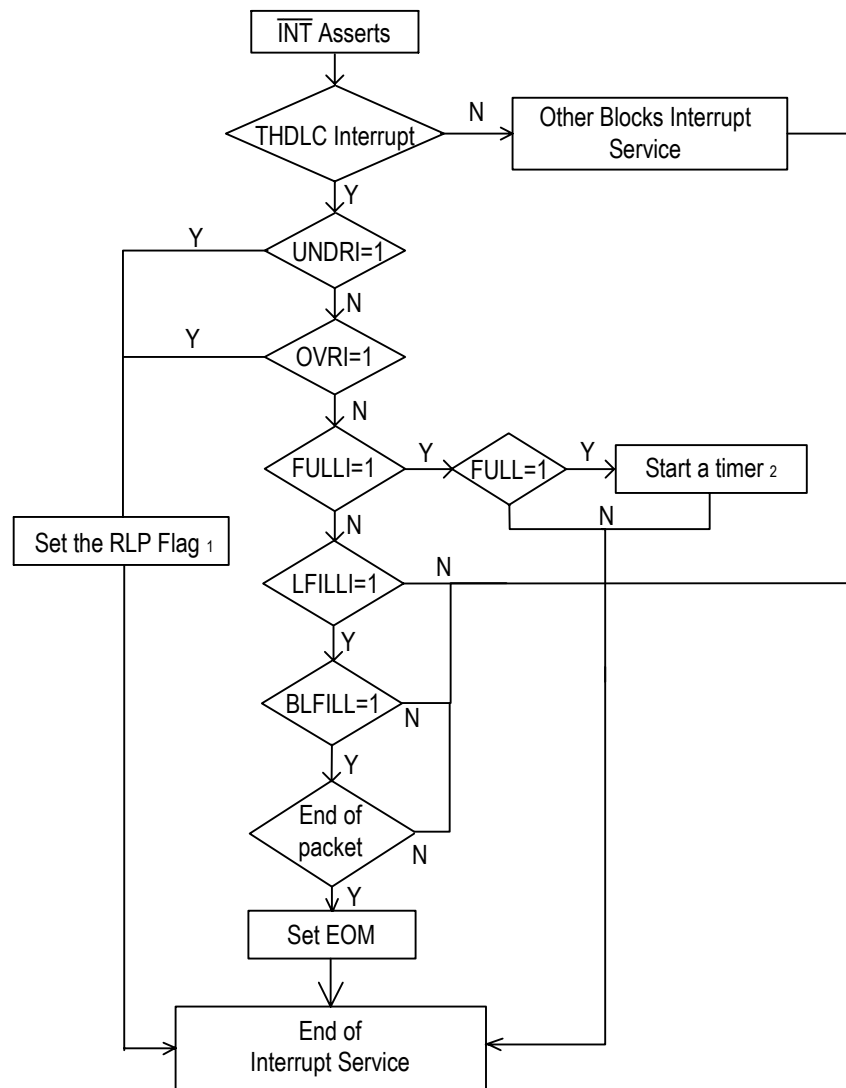 INT Asserts
THDLC Interrupt
N
Other Blocks Interrupt
Service
Y
Y
UNDRI=1
N
Y
OVRI=1
N
FULLI=1
Y
FULL=1
Y
Start a timer 2
N
N
Set the RLP Flag 1
LFILLI=1
N
Y
BLFILL=1
N
Y
End of
packet
N
Y
Set EOM
End of
Interrupt Service